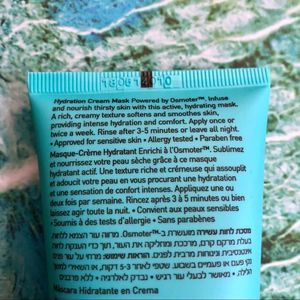 Hydration Cream Mask Powered by Osmoter™. Infuse
and nourish thirsty skin with this active, hydrating mask.
A rich, creamy texture softens and smoothes skin,
providing intense hydration and comfort. Apply once or
twice a week. Rinse after 3-5 minutes or leave all night.
• Approved for sensitive skin • Allergy tested • Paraben free
Masque-Crème Hydratant Enrichi à l'Osmoter™. Sublimez
et nourrissez votre peau sèche grâce à ce masque
hydratant actif. Une texture riche et crémeuse qui assouplit
et adoucit votre peau en vous procurant une hydratation
et une sensation de confort intenses. Appliquez une ou
deux fois par semaine. Rincez après 3 à 5 minutes ou bien
laissez agir toute la nuit. • Convient aux peaux sensibles
• Soumis à des tests d'allergie • Sans parabènes
מסכת לחות עשירה מועשרת ב-Osmoter™.
Máscara Hidratante en Crema